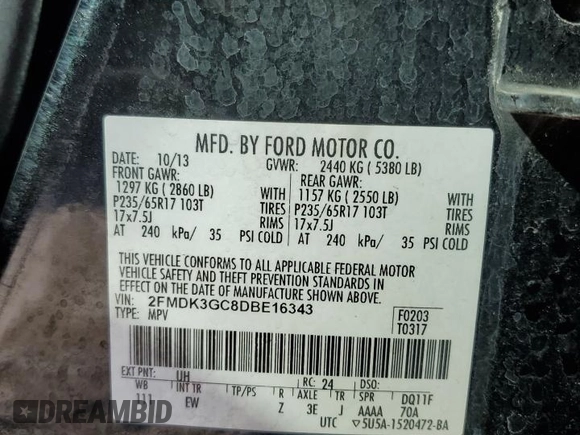 MFD. BY FORD MOTOR CO.
DATE: 10/13 GVWR: 2440 KG ( 5380 LB)
FRONT GAWR: REAR GAWR:
1297 KG ( 2860 LB) WITH 1157 KG ( 2550 LB) WITH
P235/65R17 103T TIRES P235/65R17 103T TIRES
17x7.5J RIMS 17x7.5J RIMS
AT 240 kPa/ 35 PSI COLD AT 240 kPa/ 35 PSI COLD
THIS VEHICLE CONFORMS TO ALL APPLICABLE FEDERAL MOTOR
VEHICLE SAFETY AND THEFT PREVENTION STANDARDS IN
EFFECT ON THE DATE OF MANUFACTURE SHOWN ABOVE.
VIN: 2FMDK3GC8DBE16343 F0203
TYPE: MPV T0317
EXT PNT: UH RC: 24 DSO:
WB INT TR TP/PS R AXLE TR SPR DQ11F
111 EW Z 3E J AAAA 70A
UTC ▽5U5A-1520472-BA
DREAMBID